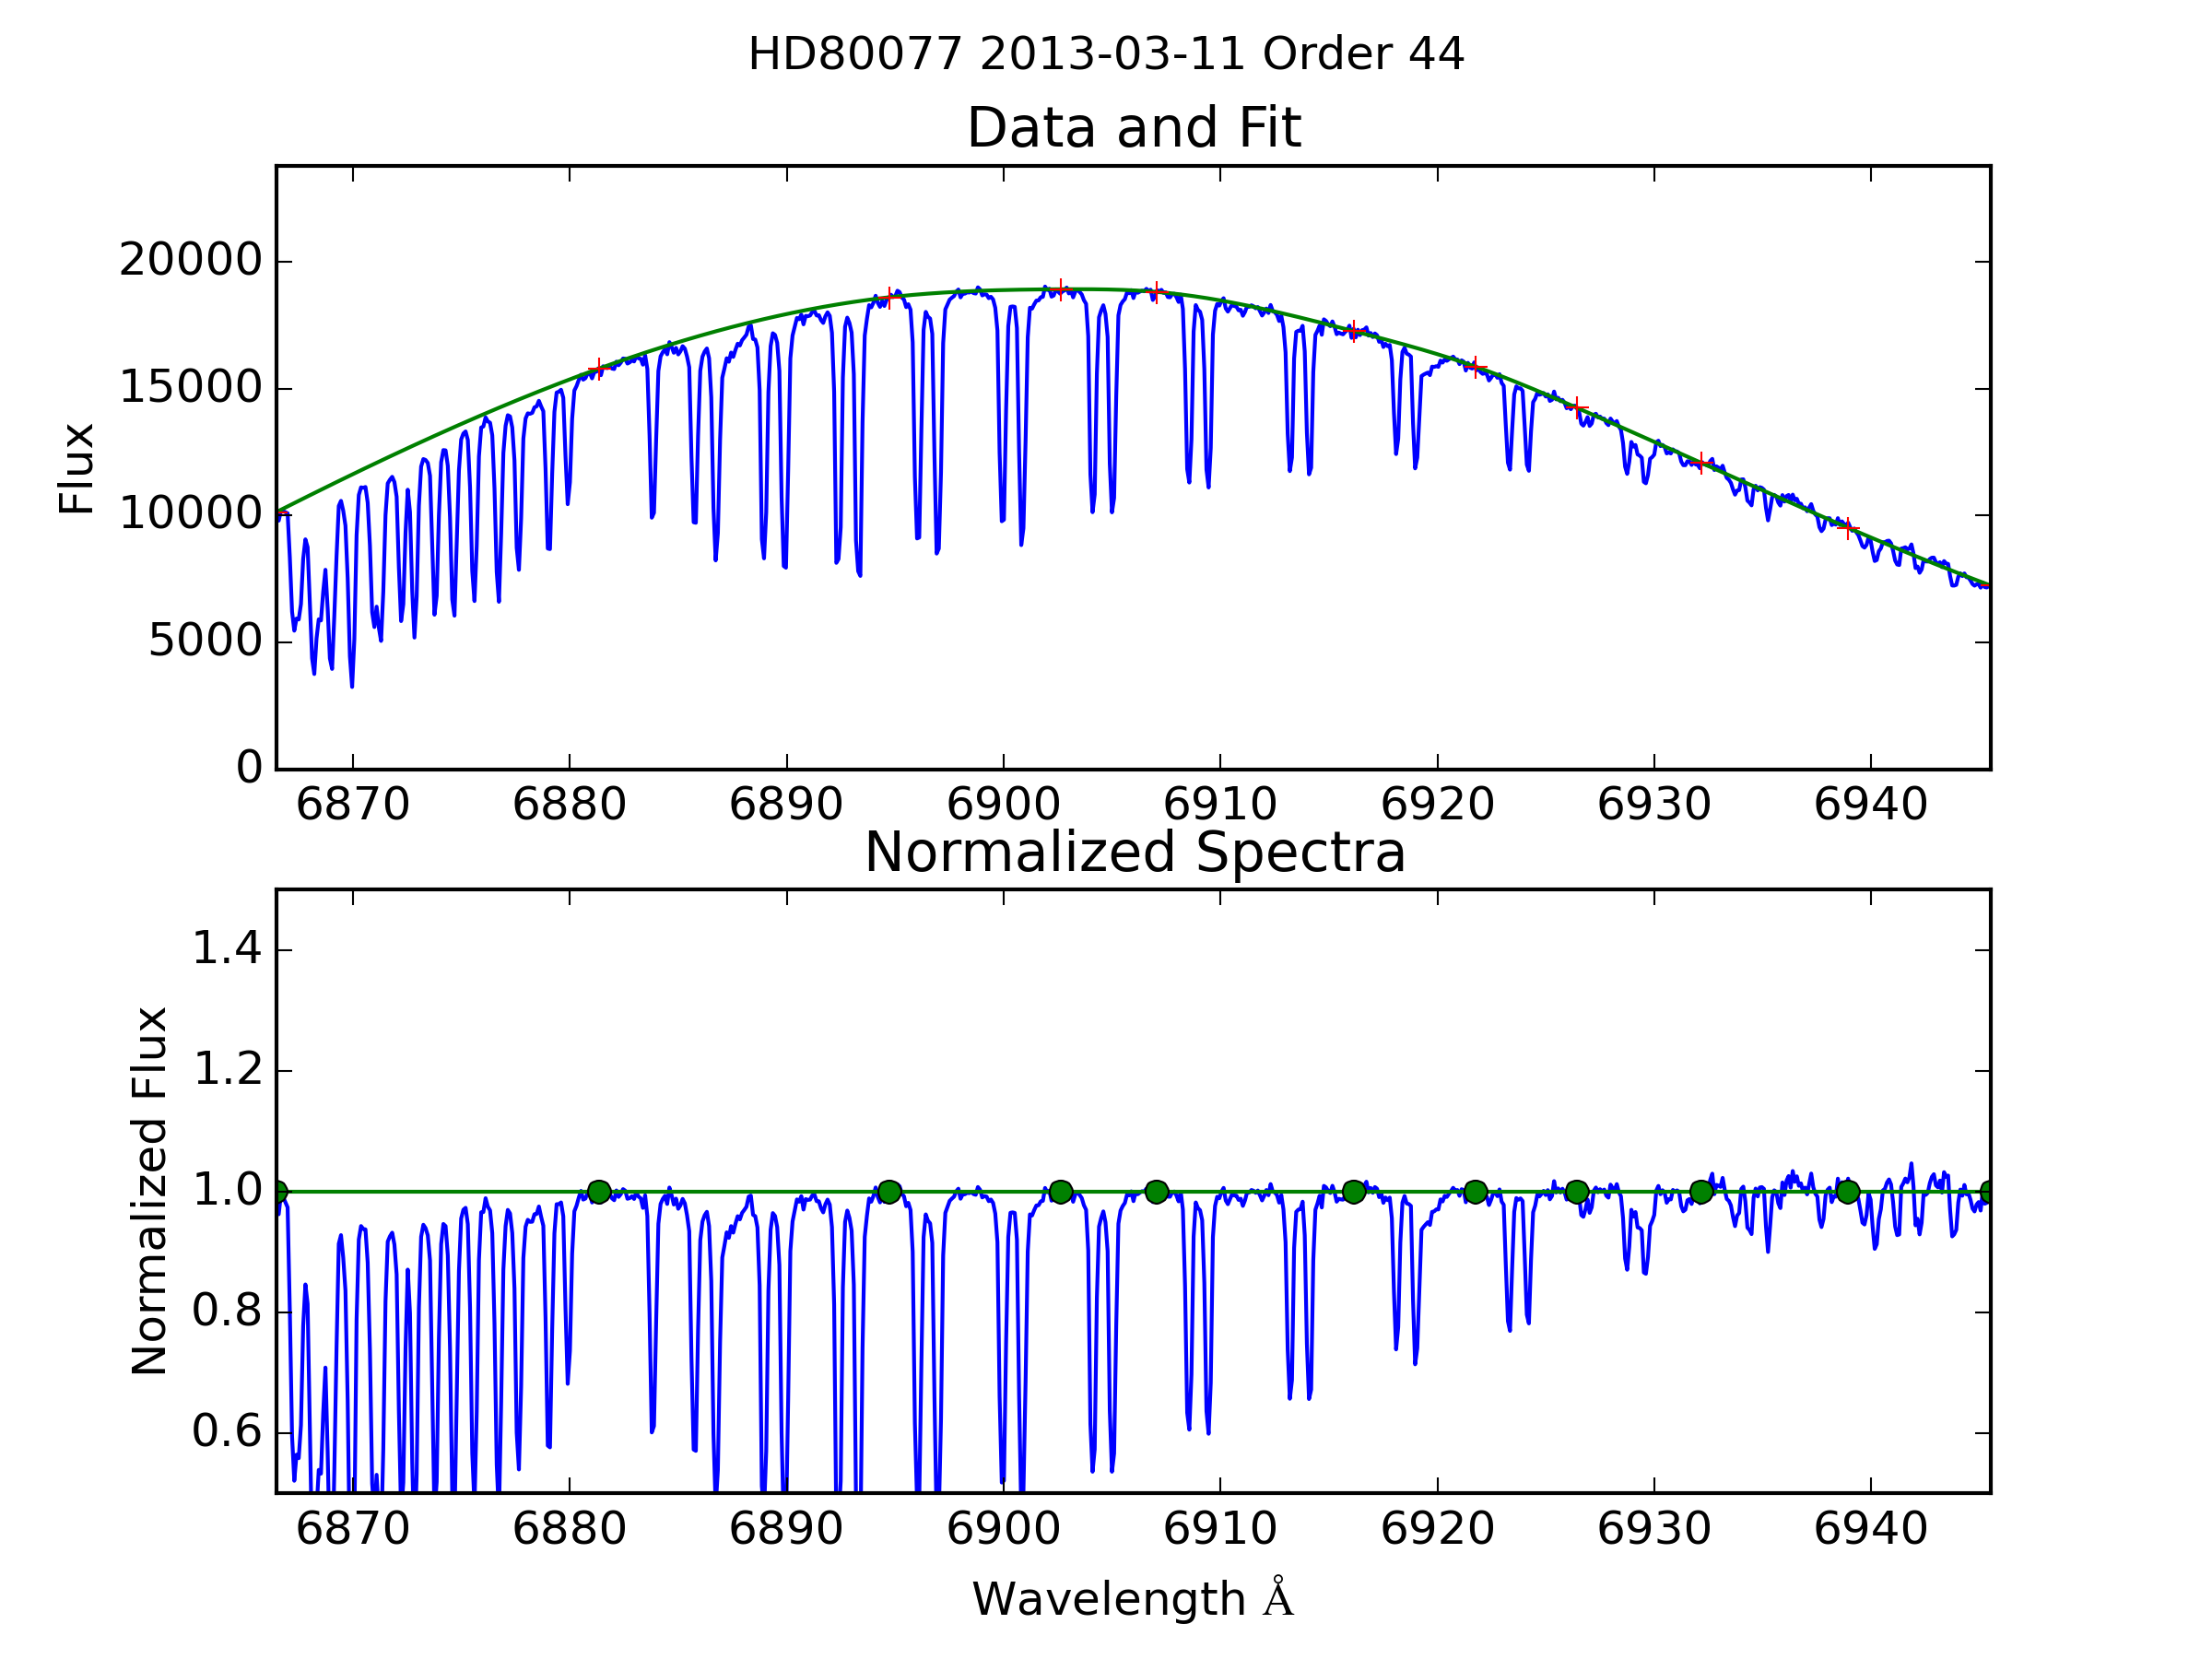 HD80077 2013-03-11 Order 44
Data and Fit
Flux
20000
15000
10000
5000
0
6870 6880 6890 6900 6910 6920 6930 6940
Normalized Spectra
Normalized Flux
1.4
1.2
1.0
0.8
0.6
6870 6880 6890 6900 6910 6920 6930 6940
Wavelength Å